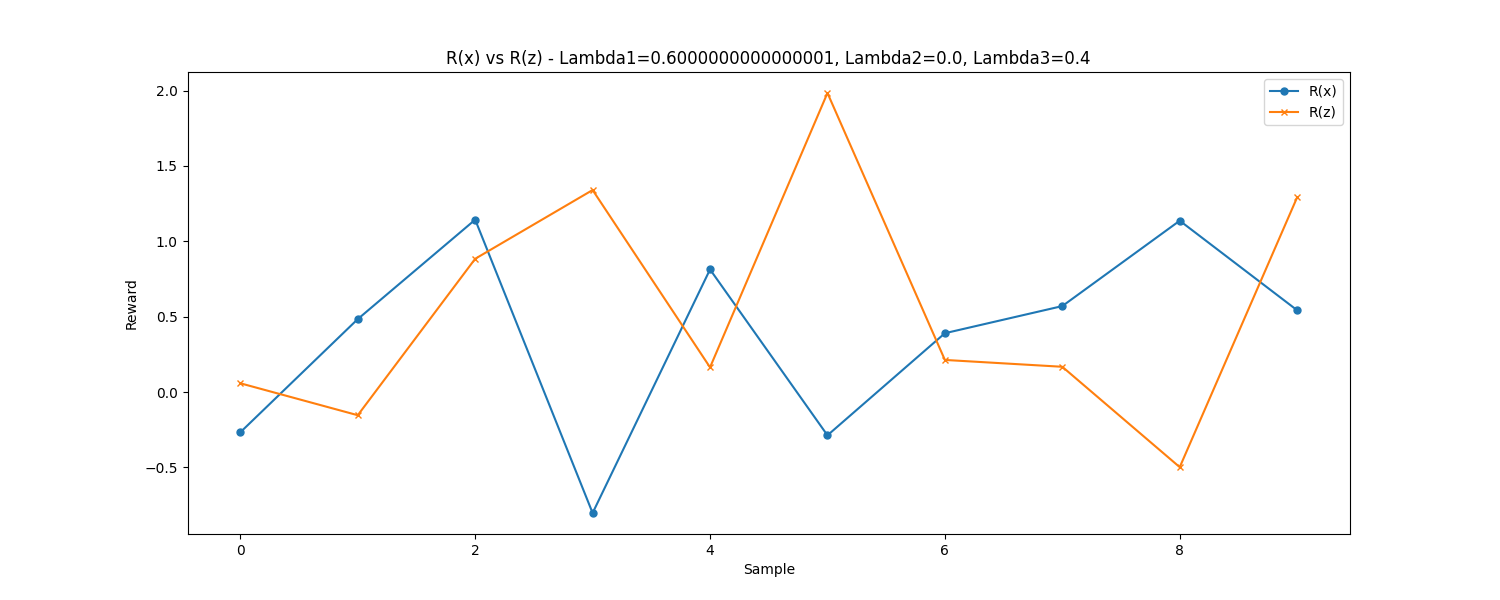 R(x) vs R(z) - Lambda1=0.6000000000000001, Lambda2=0.0, Lambda3=0.4
R(x)
R(z)
2.0
1.5
1.0
0.5
0.0
−0.5
Reward
0 2 4 6 8
Sample